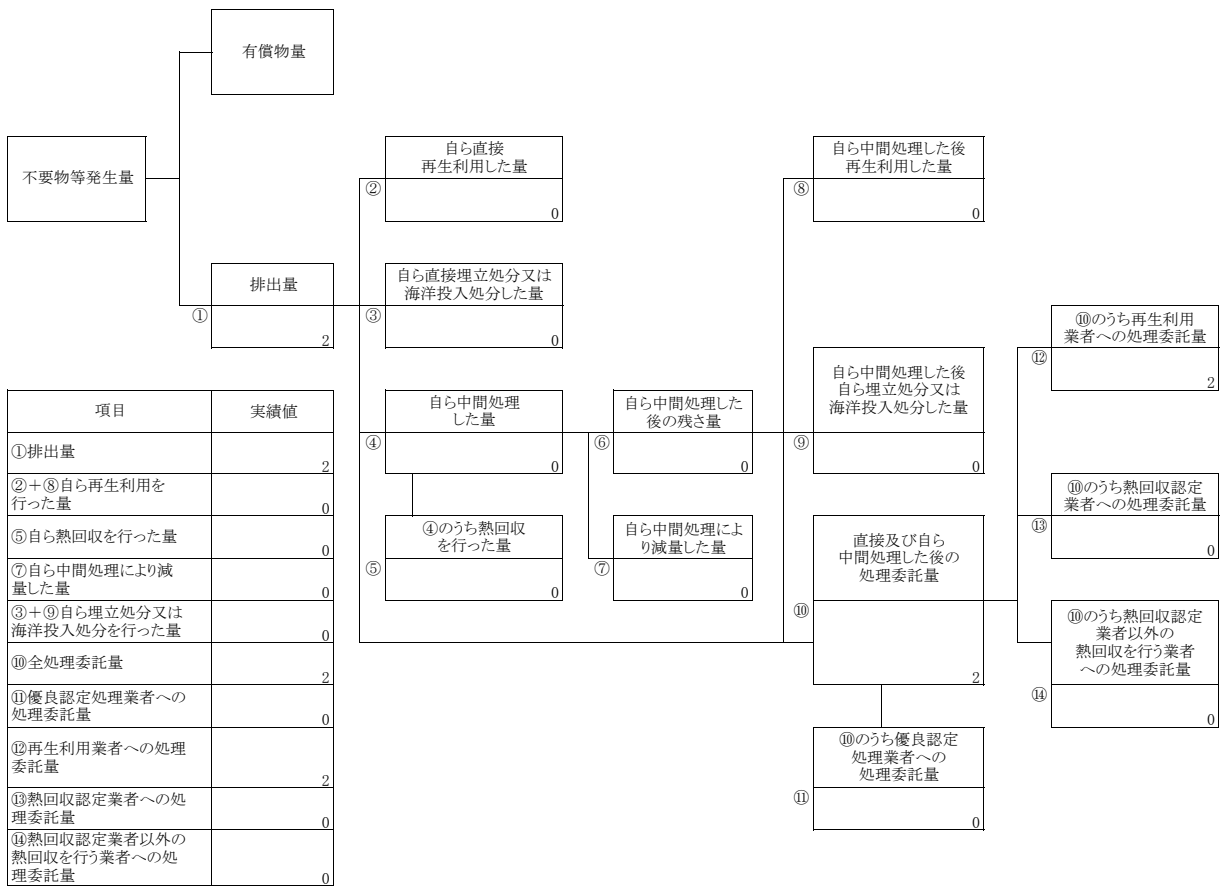 有償物量
不要物等発生量
排出量
①
2
自ら直接
再生利用した量
②
0
自ら直接埋立処分又は
海洋投入処分した量
③
0
自ら中間処理
した量
④
0
④のうち熱回収
を行った量
⑤
0
自ら中間処理した
後の残さ量
⑥
0
自ら中間処理によ
り減量した量
⑦
0
自ら中間処理した後
再生利用した量
⑧
0
自ら中間処理した後
自ら埋立処分又は
海洋投入処分した量
⑨
0
直接及び自ら
中間処理した後の
処理委託量
⑩
2
⑩のうち優良認定
処理業者への
処理委託量
⑪
0
⑩のうち再生利用
業者への処理委託量
⑫
2
⑩のうち熱回収認定
業者への処理委託量
⑬
0
⑩のうち熱回収認定
業者以外の
熱回収を行う業者
への処理委託量
⑭
0
項目 実績値
①排出量
2
②+⑧自ら再生利用を
行った量
0
⑤自ら熱回収を行った量
0
⑦自ら中間処理により減
量した量
0
③+⑨自ら埋立処分又は
海洋投入処分を行った量
0
⑩全処理委託量
2
⑪優良認定処理業者への
処理委託量
0
⑫再生利用業者への処理
委託量
2
⑬熱回収認定業者への処
理委託量
0
⑭熱回収認定業者以外の
熱回収を行う業者への処
理委託量
0